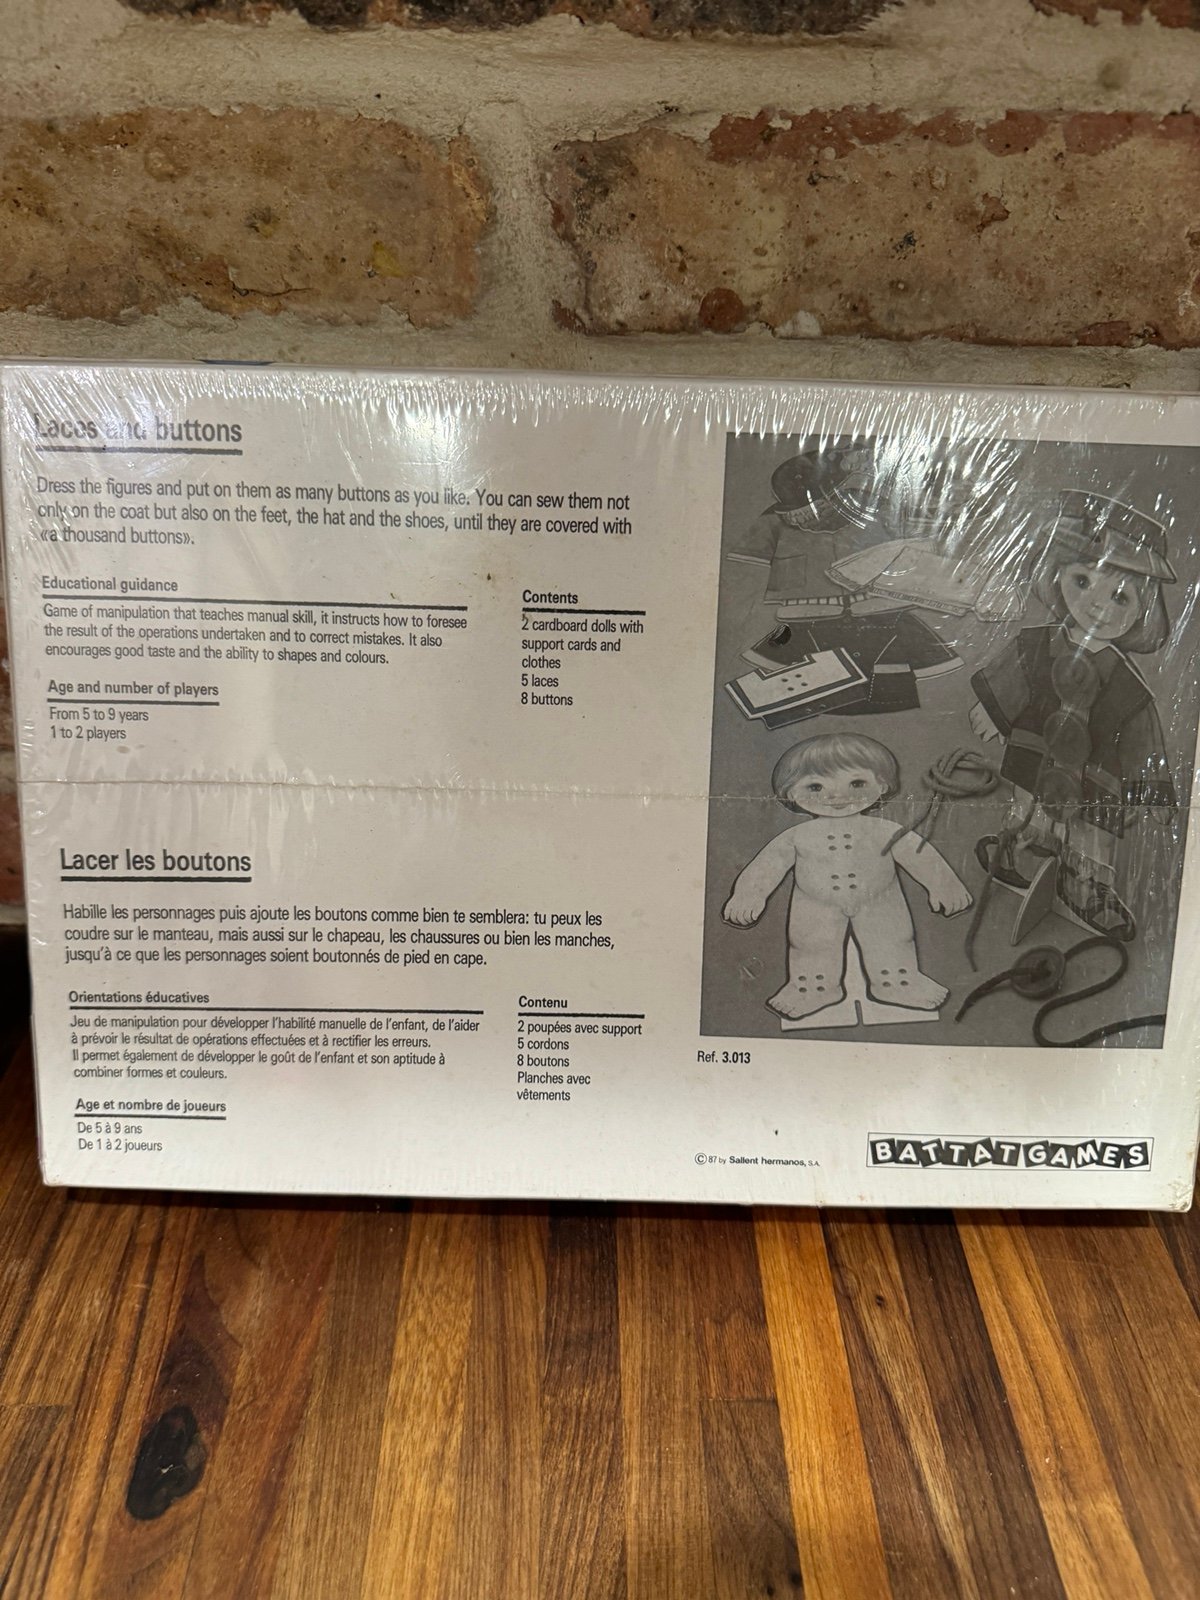 Laces and buttons
Dress the figures and put on them as many buttons as you like. You can sew them not
only on the coat but also on the feet, the hat and the shoes, until they are covered with
«a thousand buttons».
Educational guidance
Game of manipulation that teaches manual skill, it instructs how to foresee
the result of the operations undertaken and to correct mistakes. It also
encourages good taste and the ability to shapes and colours.
Age and number of players
From 5 to 9 years
1 to 2 players
Contents
2 cardboard dolls with
support cards and
clothes
5 laces
8 buttons
Lacer les boutons
Habille les personnages puis ajoute les boutons comme bien te semblera: tu peux les
coudre sur le manteau, mais aussi sur le chapeau, les chaussures ou bien les manches,
jusqu'à ce que les personnages soient boutonnés de pied en cape.
Orientations éducatives
Jeu de manipulation pour développer l'habilité manuelle de l'enfant, de l'aider
à prévoir le résultat de opérations effectuées et à rectifier les erreurs.
Il permet également de développer le goût de l'enfant et son aptitude à
combiner formes et couleurs.
Age et nombre de joueurs
De 5 à 9 ans
De 1 à 2 joueurs
Contenu
2 poupées avec support
5 cordons
8 boutons
Planches avec
vêtements
Ref. 3.013
© 87 by Sallent hermanos, S.A.
BATTAT GAMES